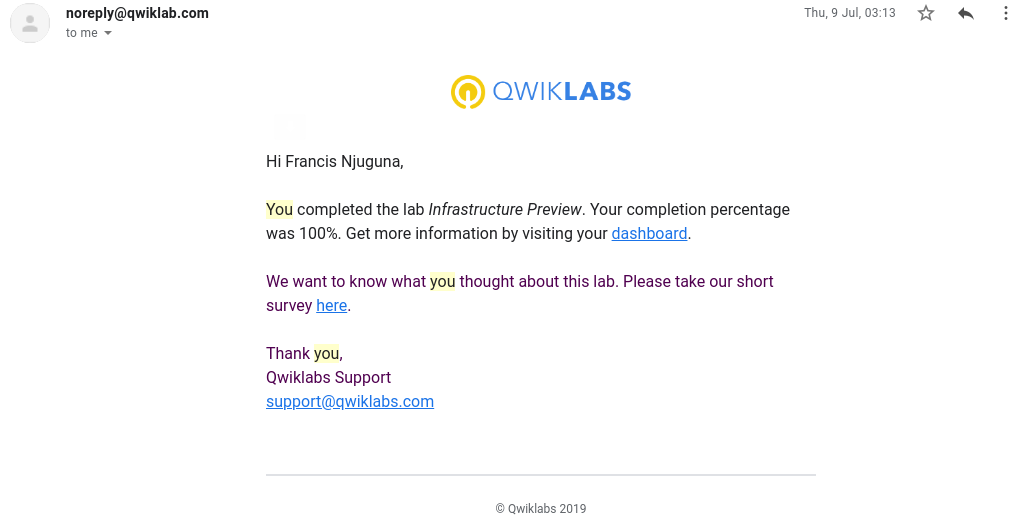 noreply@qwiklab.com
Thu, 9 Jul, 03:13
to me
QWIKLABS
Hi Francis Njuguna,
You completed the lab Infrastructure Preview. Your completion percentage
was 100%. Get more information by visiting your dashboard.
We want to know what you thought about this lab. Please take our short
survey here.
Thank you,
Qwiklabs Support
support@qwiklabs.com
© Qwiklabs 2019